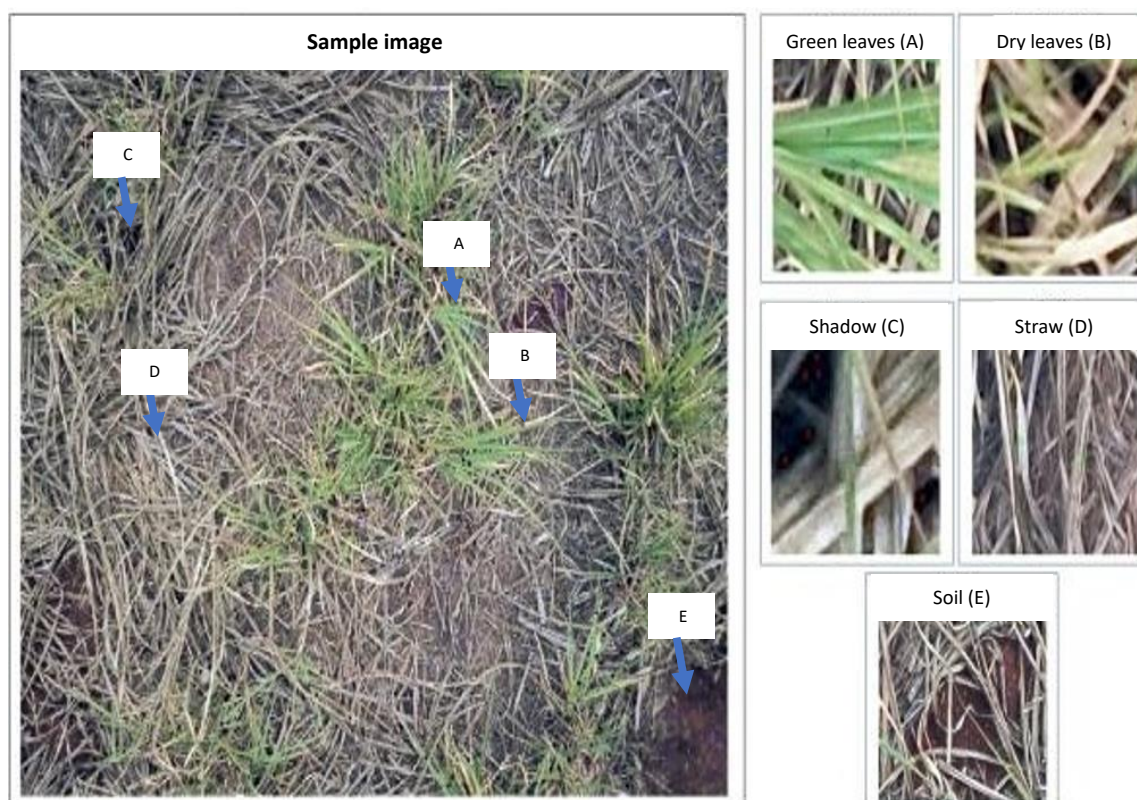 Sample image
C
A
B
D
E
Green leaves (A)
Dry leaves (B)
Shadow (C)
Straw (D)
Soil (E)